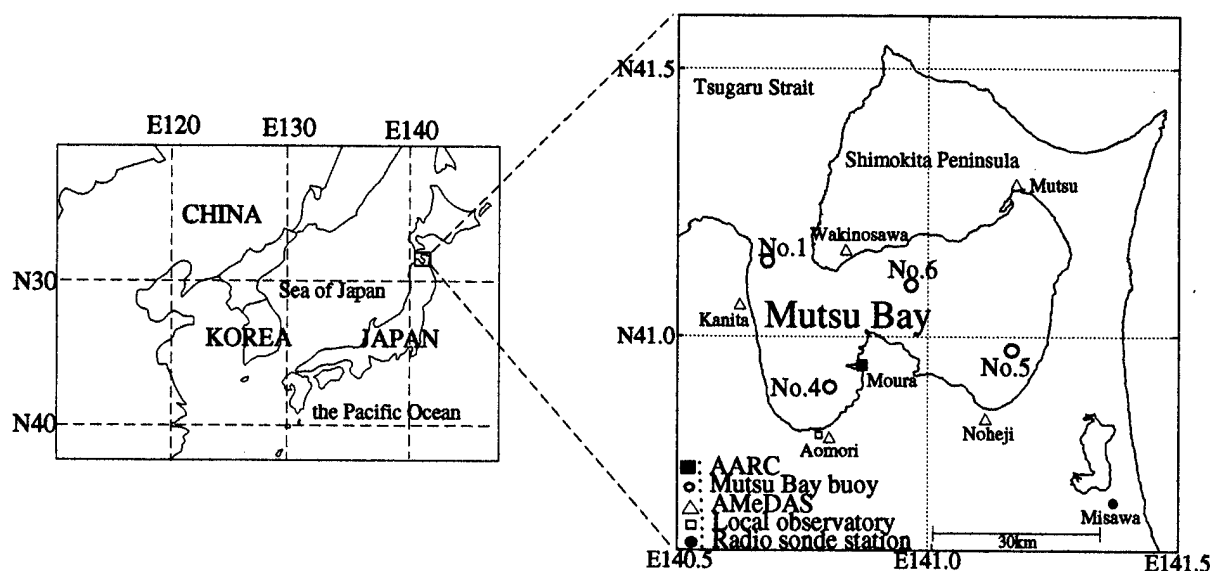 E120 E130 E140
CHINA
N30
Sea of Japan
KOREA JAPAN
the Pacific Ocean
N40
N41.5
Tsugaru Strait
Shimokita Peninsula
Mutsu
Wakinosawa
No.1
No.6
Kanita
Mutsu Bay
N41.0
No.5
No.4
Moura
Noheji
Aomori
■: AARC
○: Mutsu Bay buoy
△: AMeDAS
□: Local observatory
●: Radio sonde station
Misawa
30km
E140.5 E141.0 E141.5